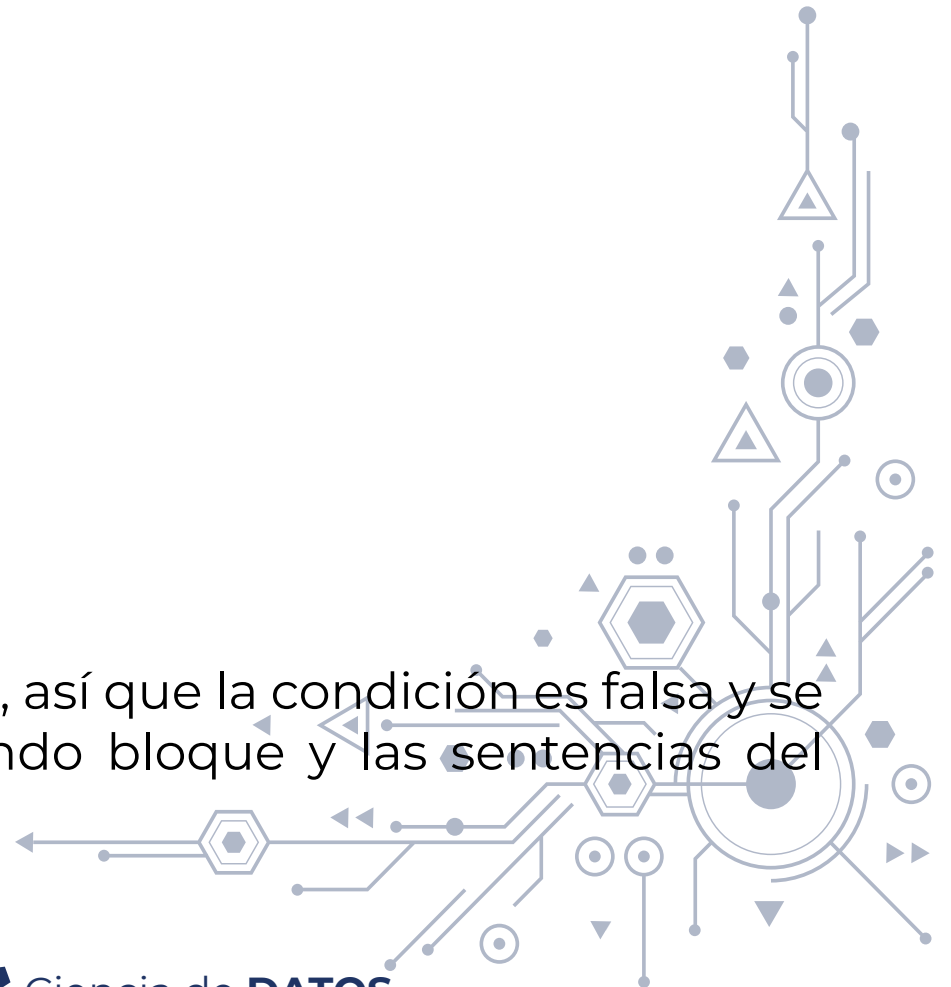 , así que la condición es falsa y se
ndo bloque y las sentencias del
Ciencia de DATOS